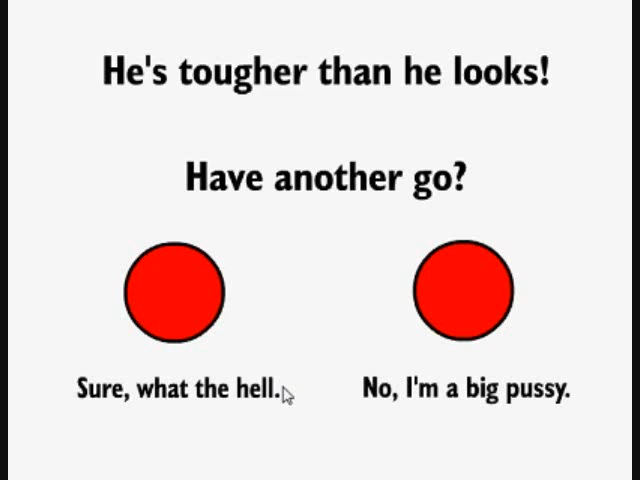 He's tougher than he looks!
Have another go?
Sure, what the hell.
No, I'm a big pussy.